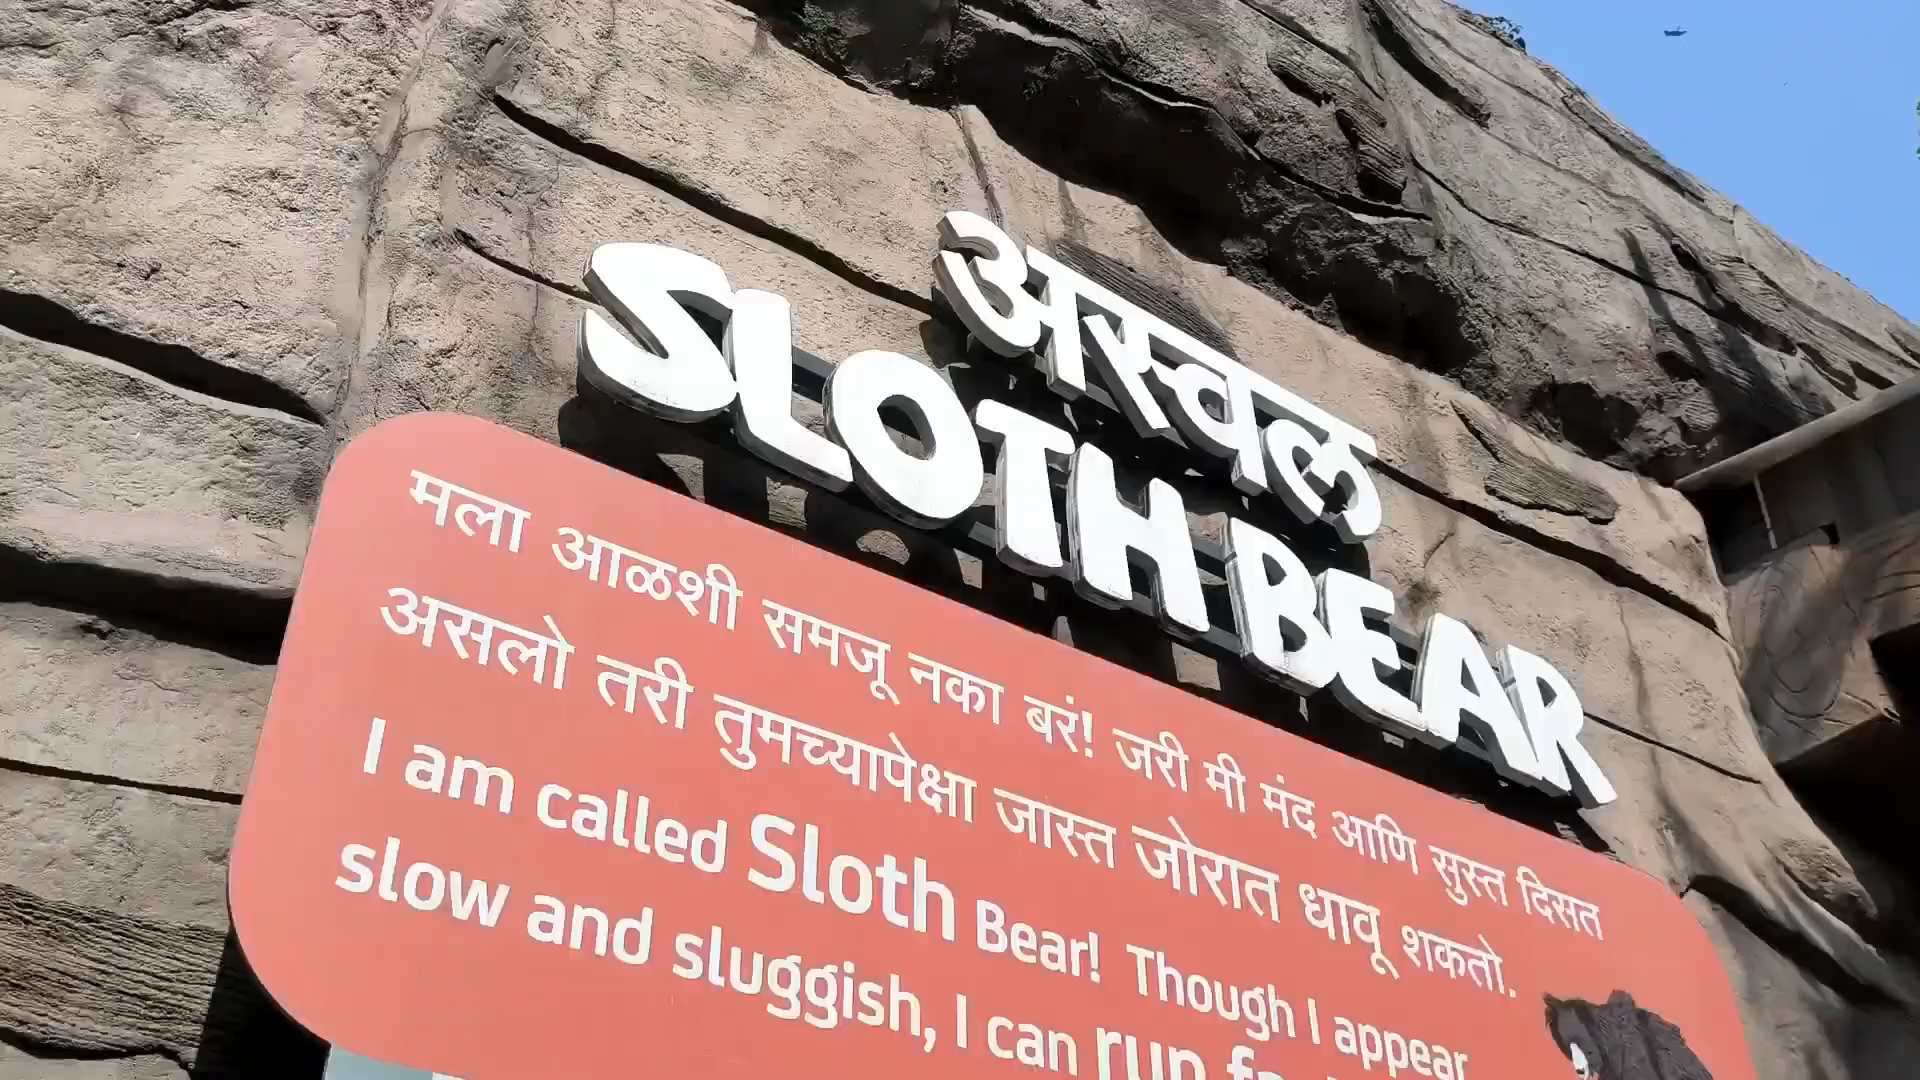 अस्वल
SLOTH BEAR
मला आळशी समजू नका बरं! जरी मी मंद आणि सुस्त दिसत
असलो तरी तुमच्यापेक्षा जास्त जोरात धावू शकतो.
I am called Sloth Bear! Though I appear
slow and sluggish, I can run